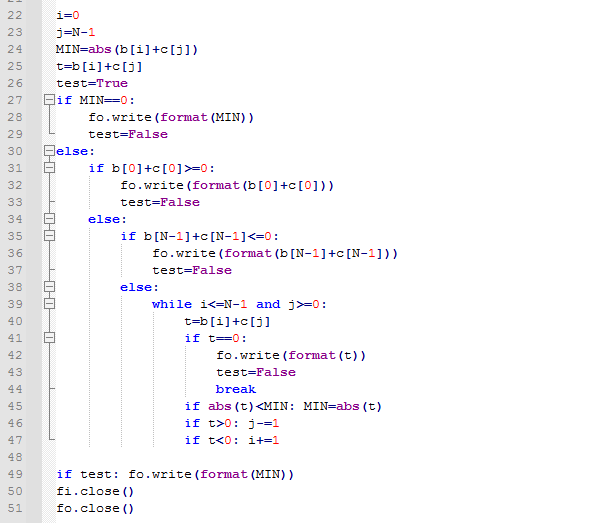 22 i=0
23 j=N-1
24 MIN=abs(b[i]+c[j])
25 t=b[i]+c[j]
26 test=True
27 if MIN==0:
28 fo.write(format(MIN))
29 test=False
30 else:
31 if b[0]+c[0]>=0:
32 fo.write(format(b[0]+c[0]))
33 test=False
34 else:
35 if b[N-1]+c[N-1]<=0:
36 fo.write(format(b[N-1]+c[N-1]))
37 test=False
38 else:
39 while i<=N-1 and j>=0:
40 t=b[i]+c[j]
41 if t==0:
42 fo.write(format(t))
43 test=False
44 break
45 if abs(t)<MIN: MIN=abs(t)
46 if t>0: j-=1
47 if t<0: i+=1
48
49 if test: fo.write(format(MIN))
50 fi.close()
51 fo.close()